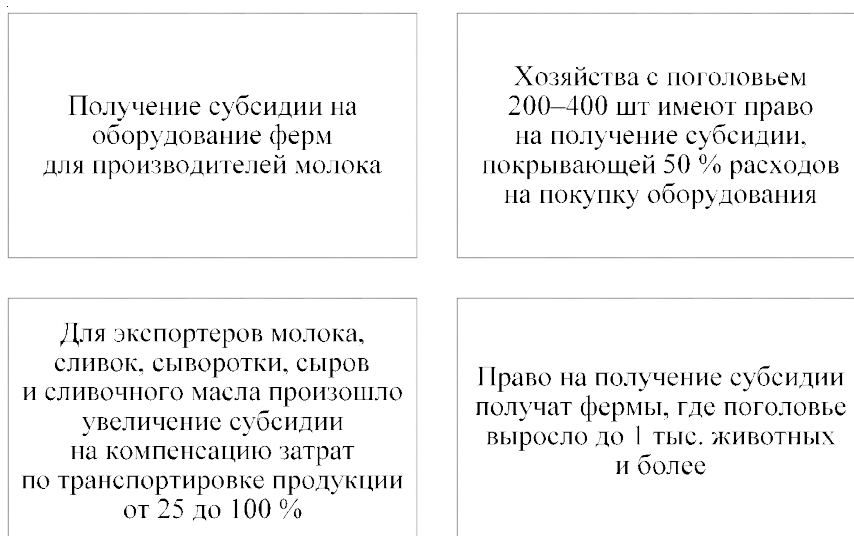 Получение субсидии на
оборудование ферм
для производителей молока
Хозяйства с поголовьем
200–400 шт имеют право
на получение субсидии,
покрывающей 50 % расходов
на покупку оборудования
Для экспортеров молока,
сливок, сыворотки, сыров
и сливочного масла произошло
увеличение субсидии
на компенсацию затрат
по транспортировке продукции
от 25 до 100 %
Право на получение субсидии
получат фермы, где поголовье
выросло до 1 тыс. животных
и более